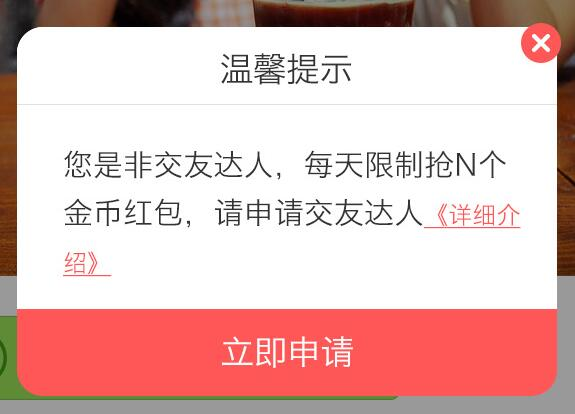 温馨提示
您是非交友达人，每天限制抢N个
金币红包，请申请交友达人《详细介
绍》
立即申请